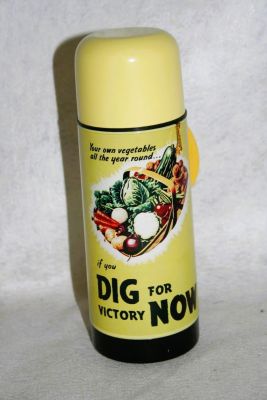 Your own vegetables
all the year round...
if you
DIG FOR
VICTORY NOW